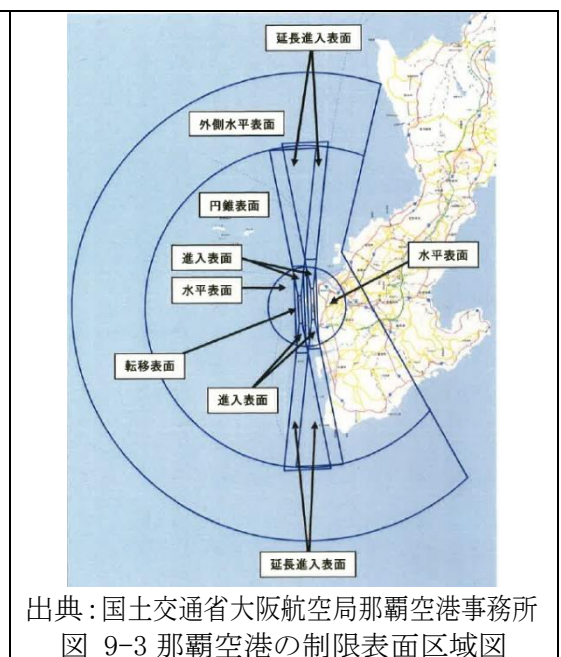 延長進入表面
外側水平表面
円錐表面
進入表面
水平表面
水平表面
転移表面
進入表面
延長進入表面
出典：国土交通省大阪航空局那覇空港事務所
図 9-3 那覇空港の制限表面区域図